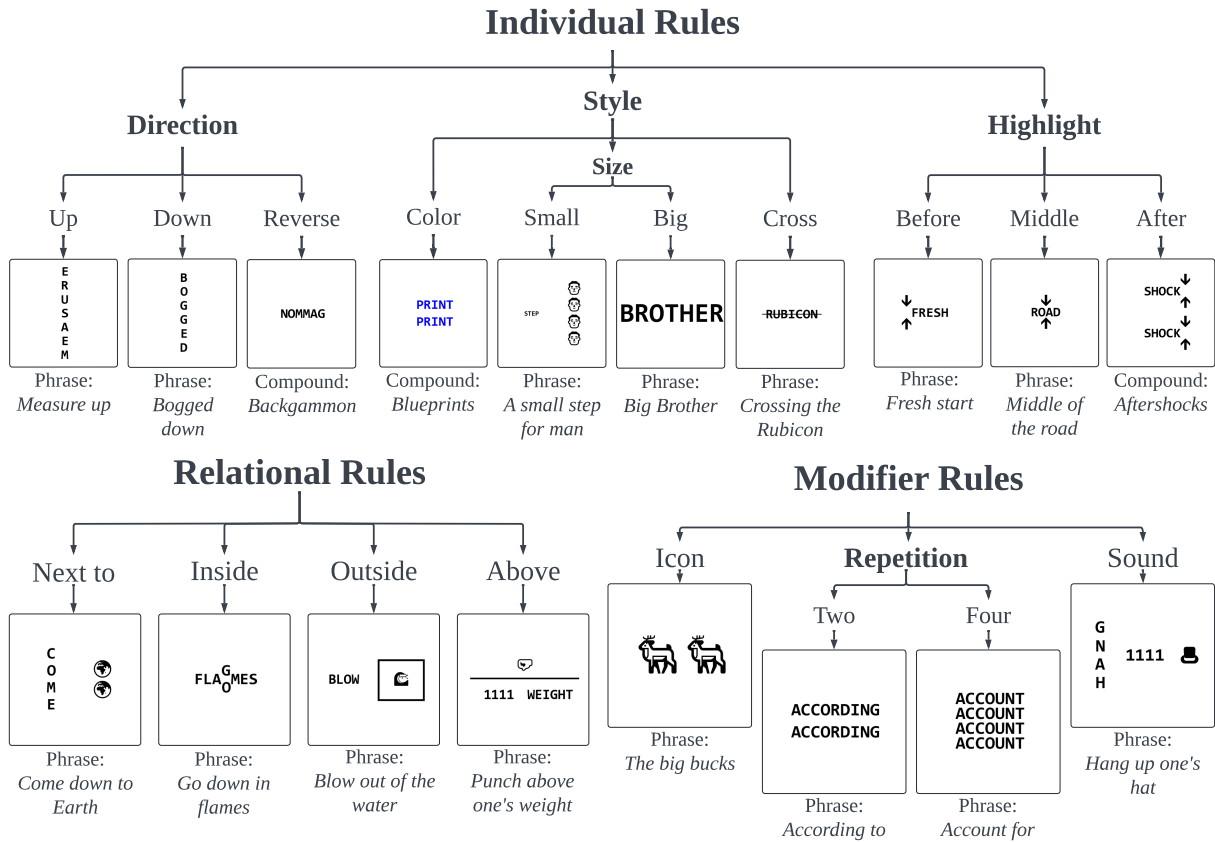 Individual Rules
Direction
Style
Highlight
Size
Up
Down
Reverse
Color
Small
Big
Cross
Before
Middle
After
E
R
U
S
A
E
M
B
O
G
G
E
D
NOMMAG
PRINT
PRINT
STEP
BROTHER
RUBICON
FRESH
ROAD
SHOCK
SHOCK
Phrase:
Measure up
Phrase:
Bogged
down
Compound:
Backgammon
Compound:
Blueprints
Phrase:
A small step
for man
Phrase:
Big Brother
Phrase:
Crossing the
Rubicon
Phrase:
Fresh start
Phrase:
Middle of
the road
Compound:
Aftershocks
Relational Rules
Next to
Inside
Outside
Above
C
O
M
E
FLA
G
O
MES
BLOW
1111 WEIGHT
Phrase:
Come down to
Earth
Phrase:
Go down in
flames
Phrase:
Blow out of the
water
Phrase:
Punch above
one's weight
Modifier Rules
Icon
Repetition
Sound
Two
Four
ACCORDING
ACCORDING
ACCOUNT
ACCOUNT
ACCOUNT
ACCOUNT
G
N
A
H
1111
Phrase:
The big bucks
Phrase:
According to
Phrase:
Account for
Phrase:
Hang up one's
hat